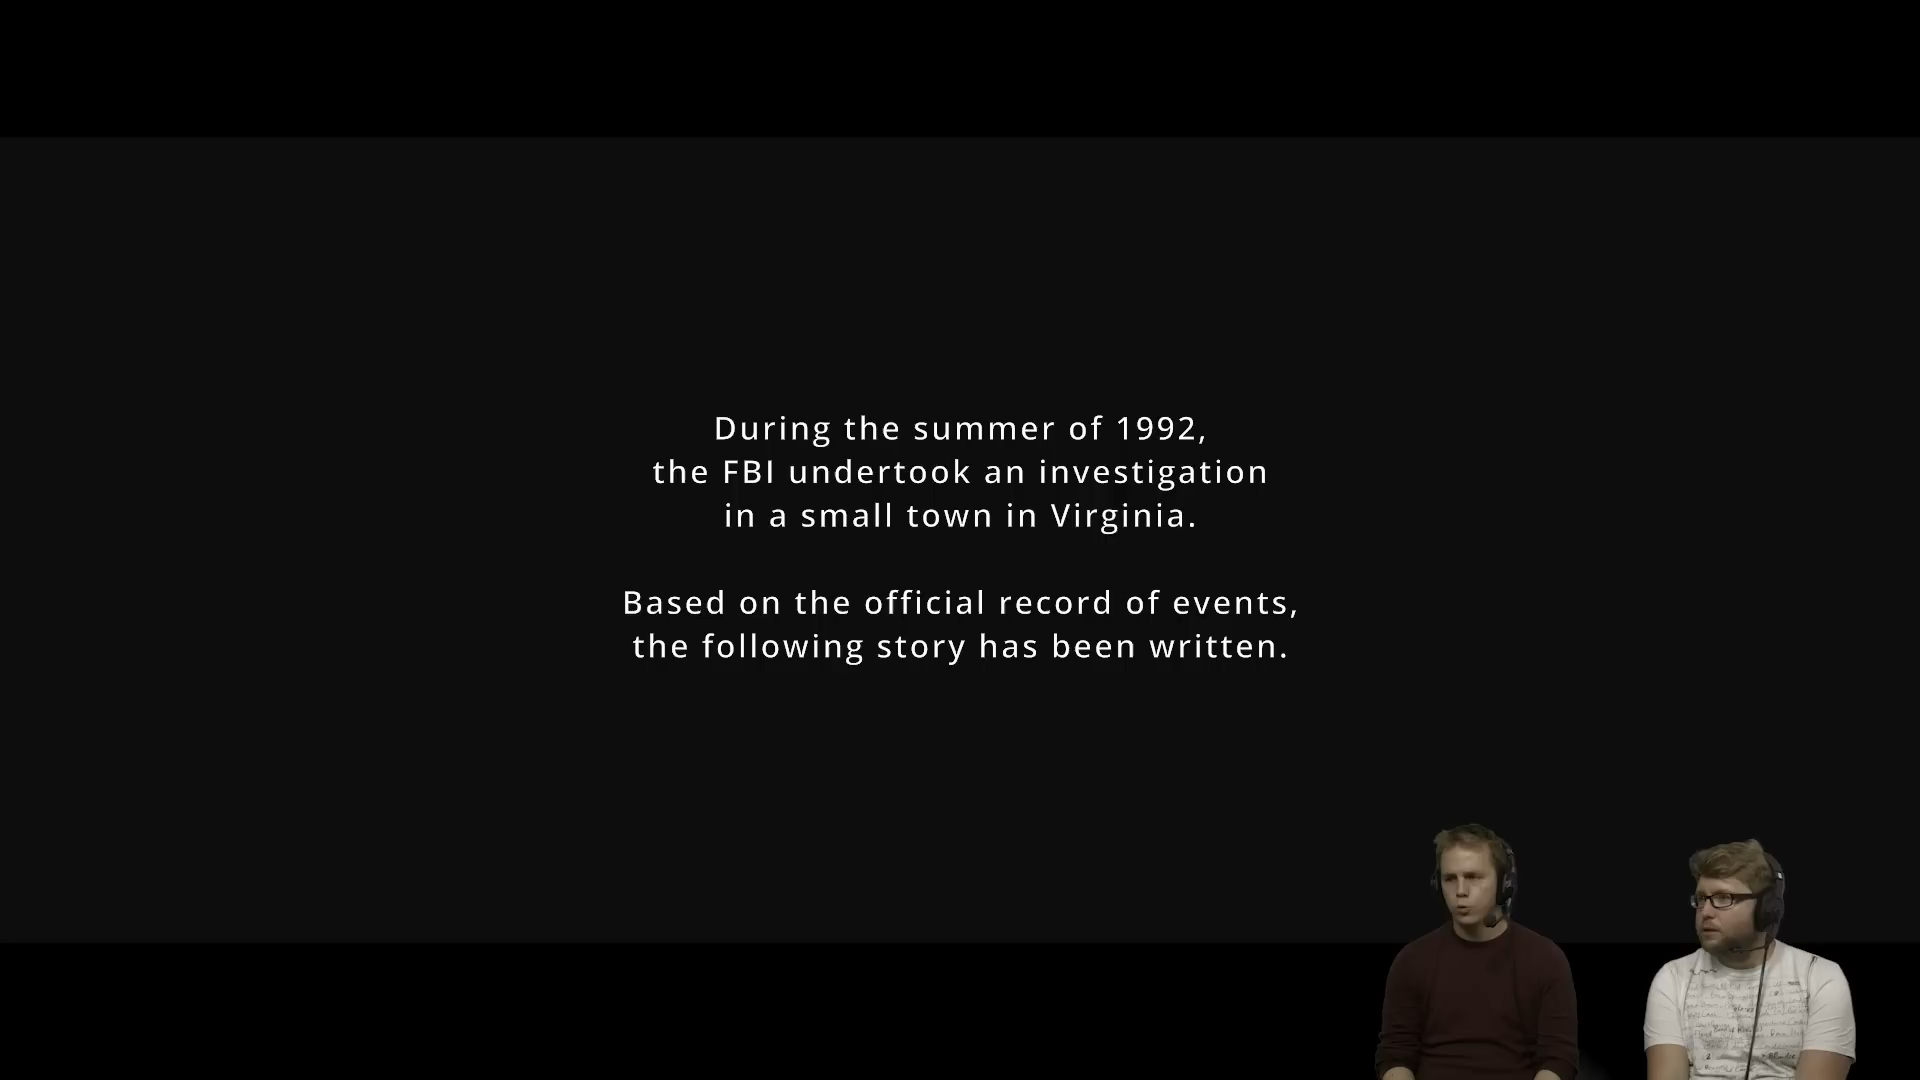 During the summer of 1992,
the FBI undertook an investigation
in a small town in Virginia.
Based on the official record of events,
the following story has been written.